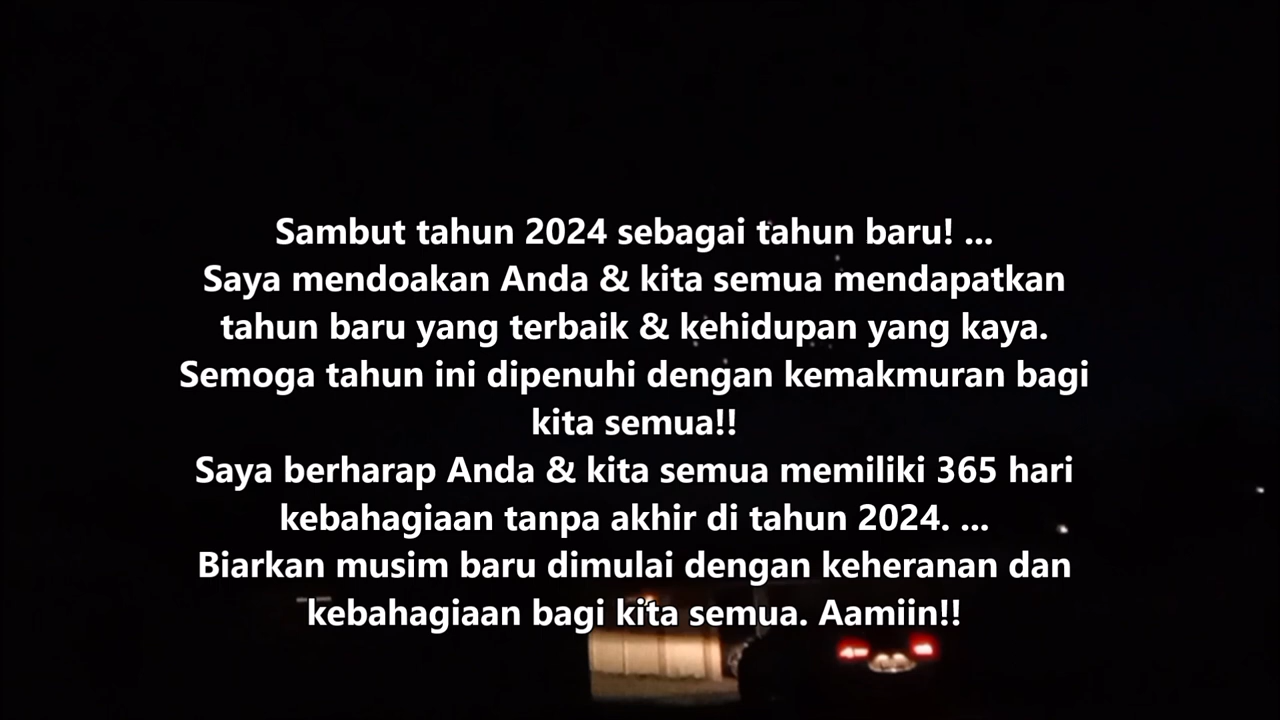 Sambut tahun 2024 sebagai tahun baru! ...
Saya mendoakan Anda & kita semua mendapatkan
tahun baru yang terbaik & kehidupan yang kaya.
Semoga tahun ini dipenuhi dengan kemakmuran bagi
kita semua!!
Saya berharap Anda & kita semua memiliki 365 hari
kebahagiaan tanpa akhir di tahun 2024. ...
Biarkan musim baru dimulai dengan keheranan dan
kebahagiaan bagi kita semua. Aamiin!!